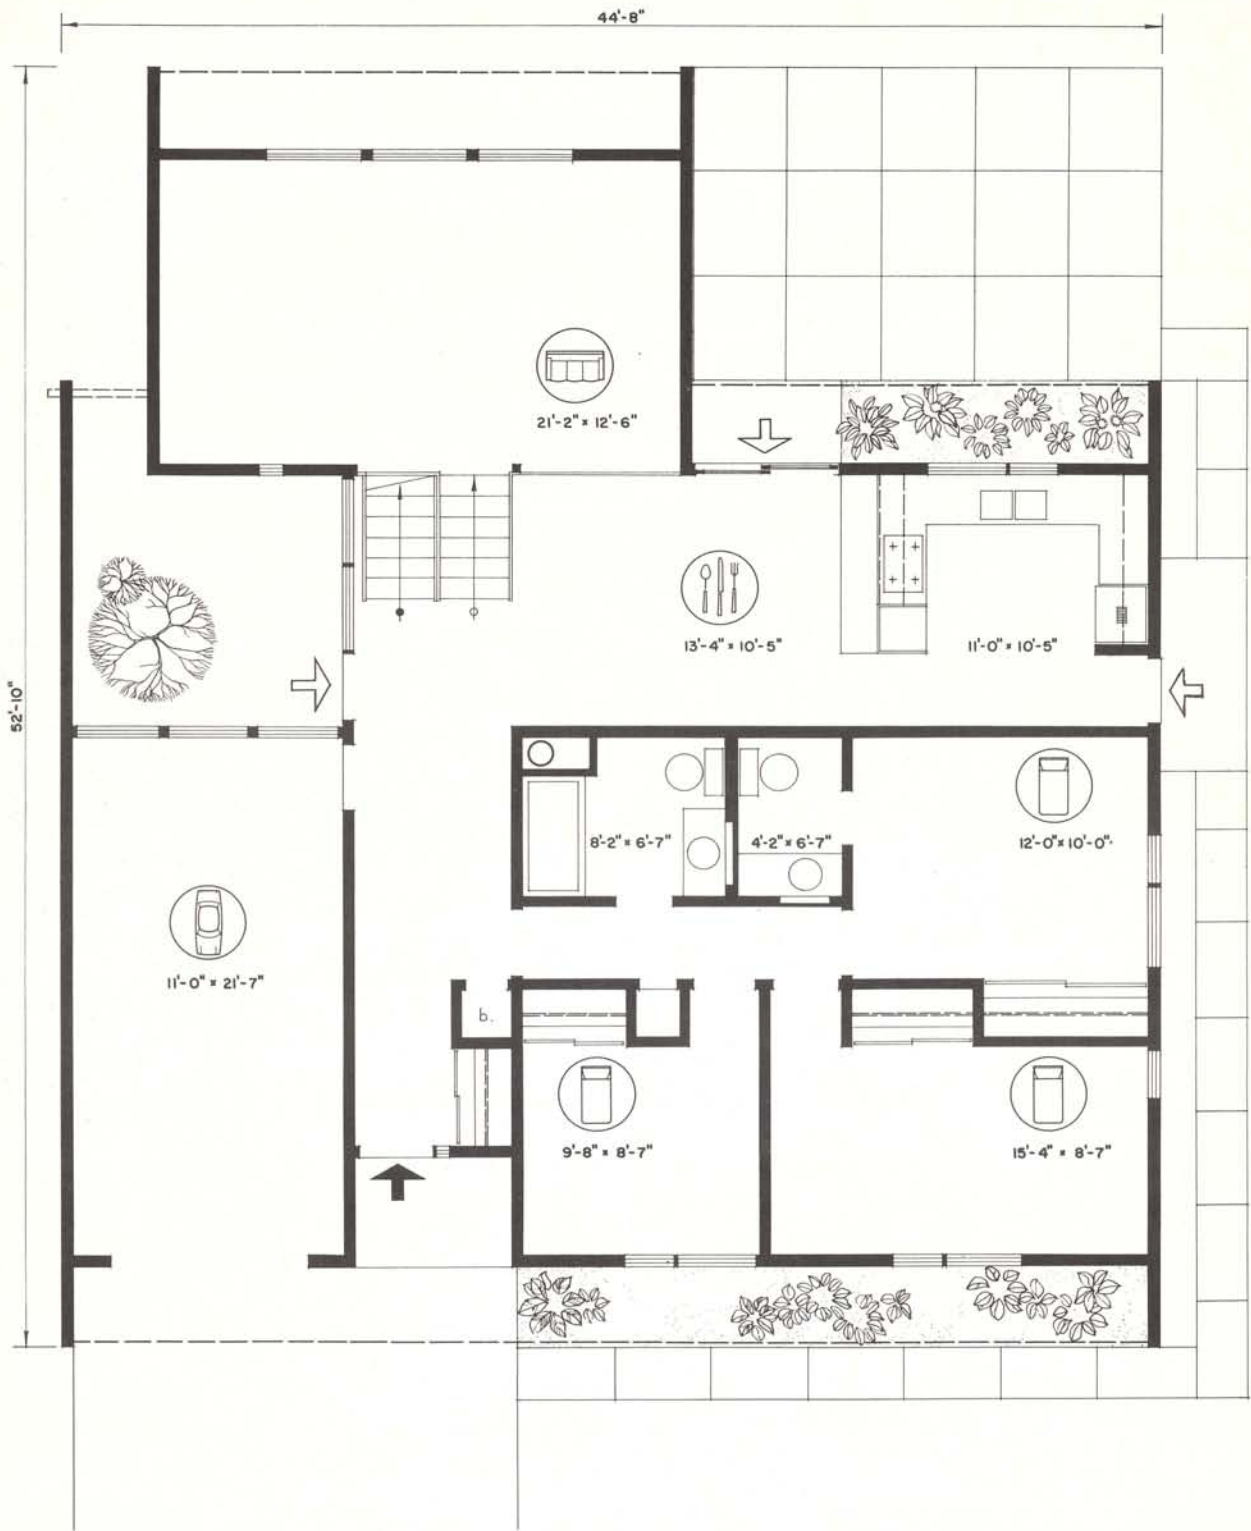 44'-8"
52'-10"
21'-2" x 12'-6"
13'-4" x 10'-5"
11'-0" x 10'-5"
8'-2" x 6'-7"
4'-2" x 6'-7"
12'-0" x 10'-0"
11'-0" x 21'-7"
b.
9'-8" x 8'-7"
15'-4" x 8'-7"